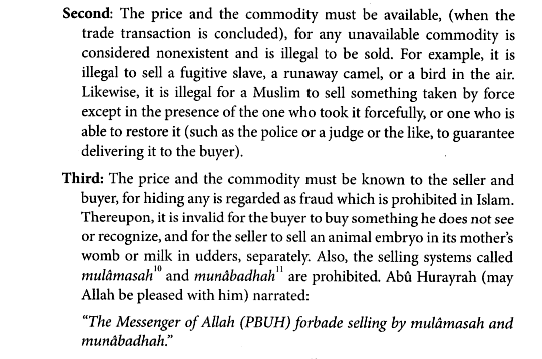 Second: The price and the commodity must be available, (when the
trade transaction is concluded), for any unavailable commodity is
considered nonexistent and is illegal to be sold. For example, it is
illegal to sell a fugitive slave, a runaway camel, or a bird in the air.
Likewise, it is illegal for a Muslim to sell something taken by force
except in the presence of the one who took it forcefully, or one who is
able to restore it (such as the police or a judge or the like, to guarantee
delivering it to the buyer).
Third: The price and the commodity must be known to the seller and
buyer, for hiding any is regarded as fraud which is prohibited in Islam.
Thereupon, it is invalid for the buyer to buy something he does not see
or recognize, and for the seller to sell an animal embryo in its mother's
womb or milk in udders, separately. Also, the selling systems called
mulâmasah¹⁰ and munâbadhah¹¹ are prohibited. Abû Hurayrah (may
Allah be pleased with him) narrated:
"The Messenger of Allah (PBUH) forbade selling by mulâmasah and
munâbadhah."